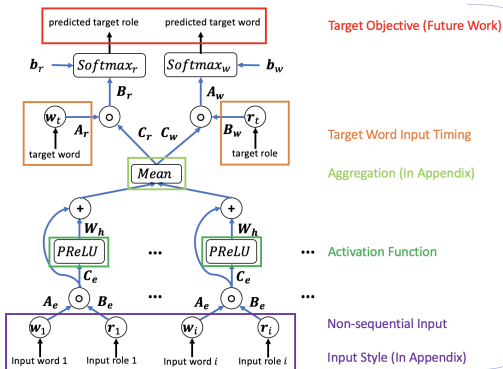 predicted target role predicted target word Target Objective (Future Work)
b_r Softmax_r Softmax_w b_w
B_r A_w
w_t A_r B_w r_t
C_r C_w
target word target role Target Word Input Timing
Mean Aggregation (In Appendix)
+ +
W_h W_h
PReLU ... PReLU ... Activation Function
C_e C_e
... ...
A_e B_e A_e B_e
w_1 r_1 w_i r_i Non-sequential Input
Input word 1 Input role 1 Input word i Input role i Input Style (In Appendix)